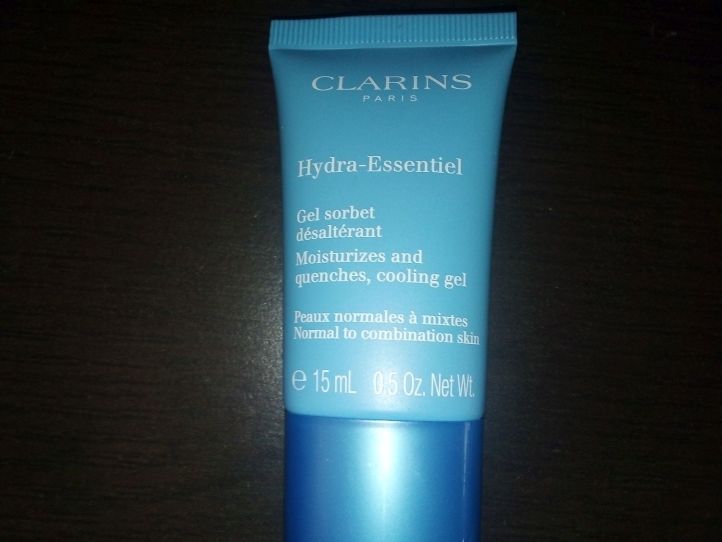 CLARINS
PARIS
Hydra-Essentiel
Gel sorbet
désaltérant
Moisturizes and
quenches, cooling gel
Peaux normales à mixtes
Normal to combination skin
℮ 15 mL 0.5 Oz. Net Wt.